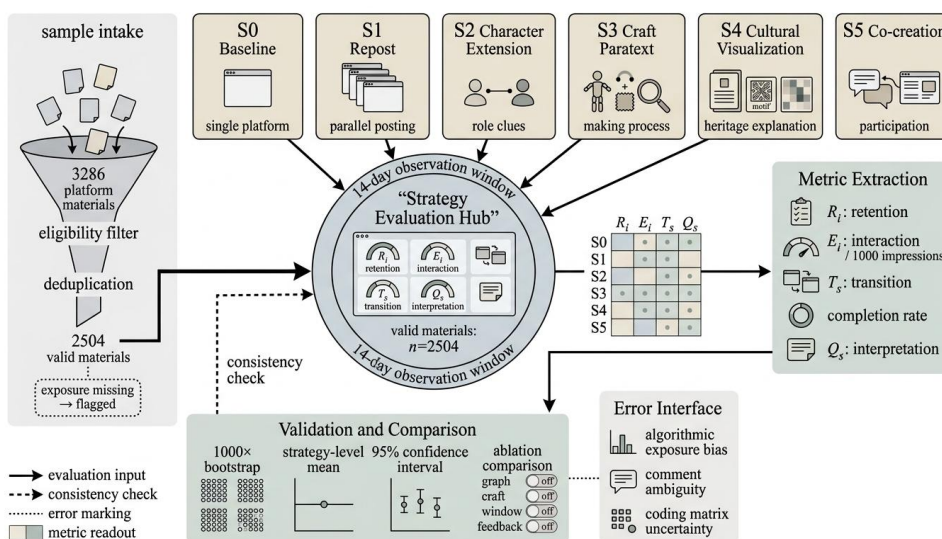 sample intake
3286
platform
materials
eligibility filter
deduplication
2504
valid materials
exposure missing
→ flagged
evaluation input
consistency check
error marking
metric readout
S0
Baseline
single platform
S1
Repost
parallel posting
S2 Character
Extension
role clues
S3 Craft
Paratext
+
making process
S4 Cultural
Visualization
motif
heritage explanation
S5 Co-creation
participation
14-day observation window
“Strategy
Evaluation Hub”
Ri
retention
Ei
interaction
Ts
transition
Qs
interpretation
valid materials:
n=2504
14-day observation window
consistency
check
Ri Ei Ts Qs
S0
S1
S2
S3
S4
S5
Metric Extraction
Ri: retention
Ei: interaction
/ 1000 impressions
Ts: transition
completion rate
Qs: interpretation
Validation and Comparison
1000×
bootstrap
strategy-level
mean
95% confidence
interval
ablation
comparison
graph off
craft off
window off
feedback off
Error Interface
algorithmic
exposure bias
comment
ambiguity
coding matrix
uncertainty